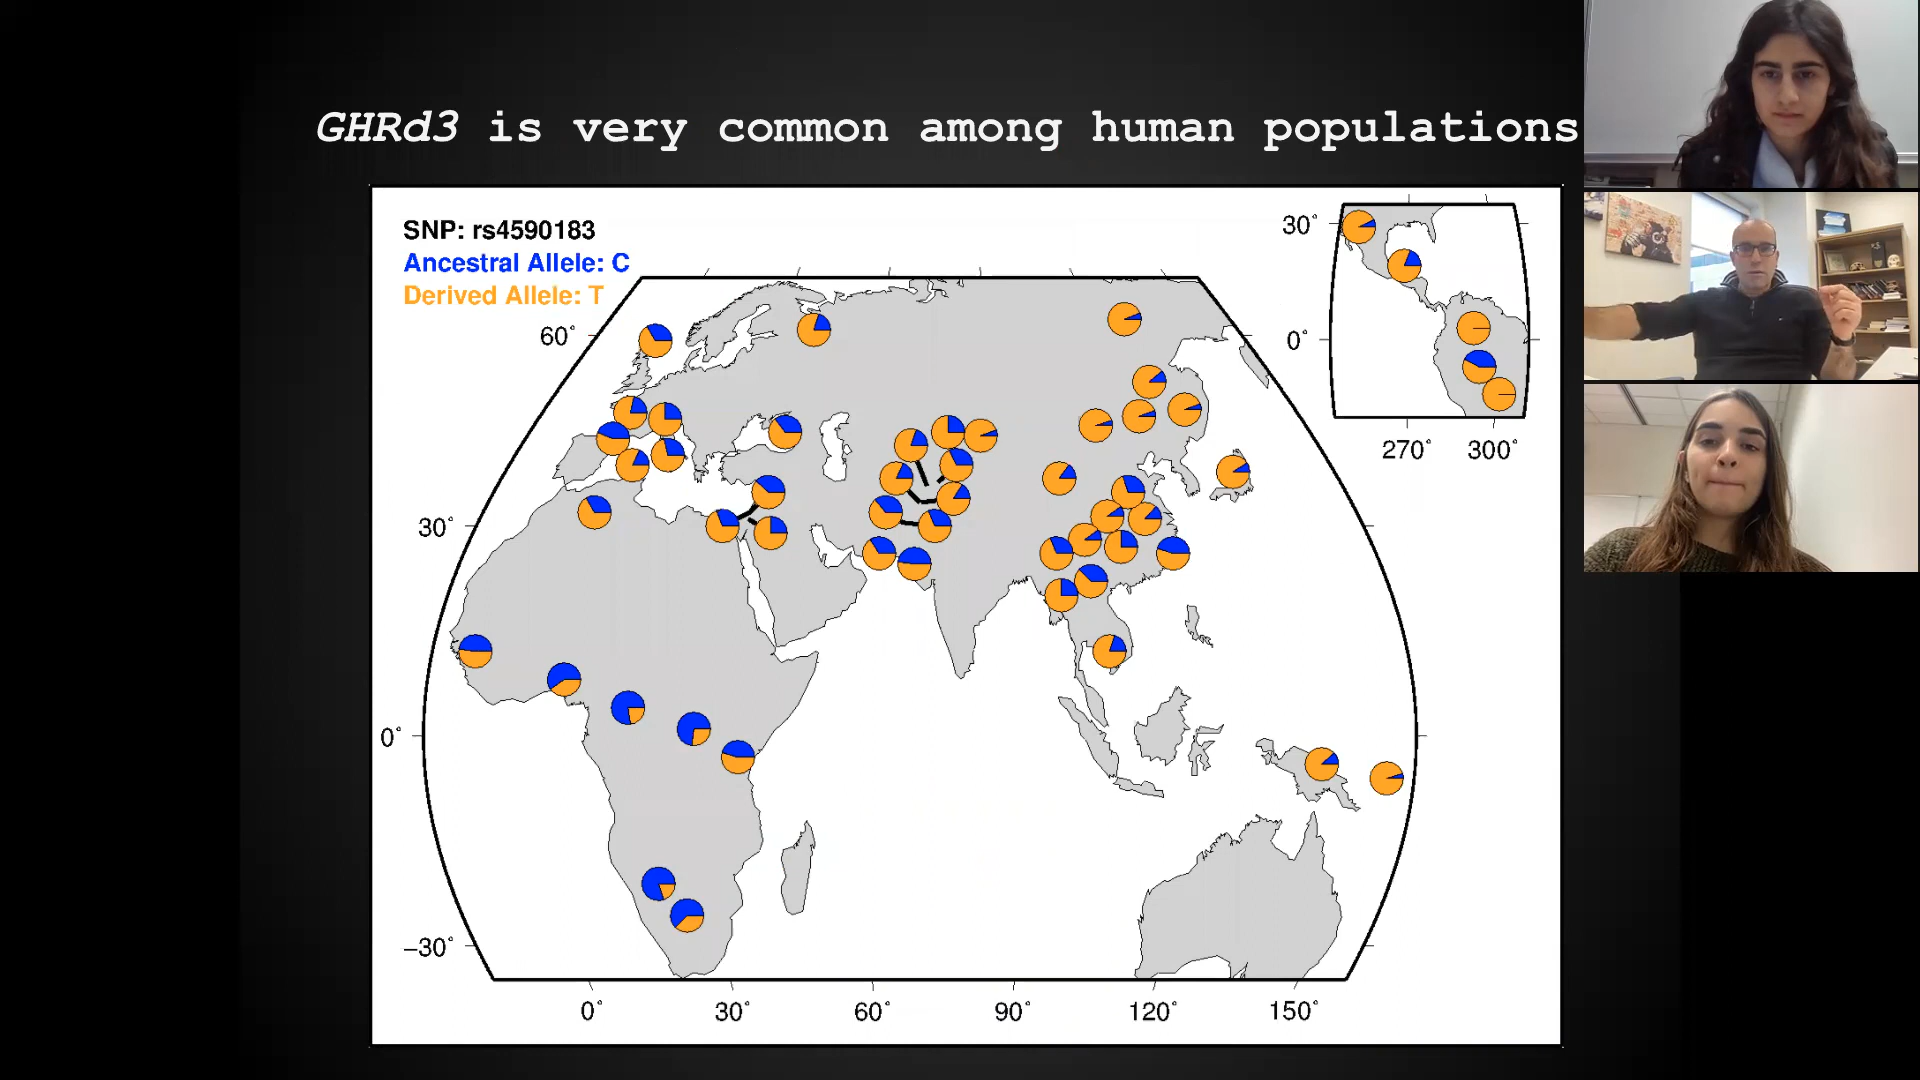 GHRd3 is very common among human populations
SNP: rs4590183
Ancestral Allele: C
Derived Allele: T
30°
0°
270° 300°
60°
30°
0°
−30°
0° 30° 60° 90° 120° 150°